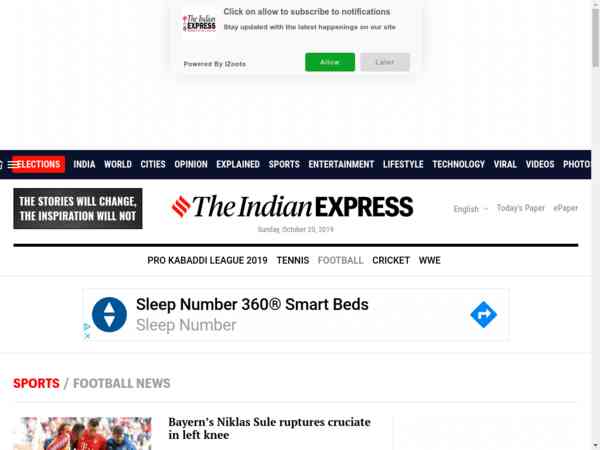 Click on allow to subscribe to notifications
The Indian
EXPRESS
Stay updated with the latest happenings on our site
Powered By iZooto
Allow
Later
ELECTIONS INDIA WORLD CITIES OPINION EXPLAINED SPORTS ENTERTAINMENT LIFESTYLE TECHNOLOGY VIRAL VIDEOS PHOTOS
THE STORIES WILL CHANGE,
THE INSPIRATION WILL NOT
The Indian EXPRESS
English
Today's Paper
ePaper
Sunday, October 20, 2019
PRO KABADDI LEAGUE 2019 TENNIS FOOTBALL CRICKET WWE
Sleep Number 360® Smart Beds
Sleep Number
SPORTS / FOOTBALL NEWS
Bayern's Niklas Sule ruptures cruciate
in left knee